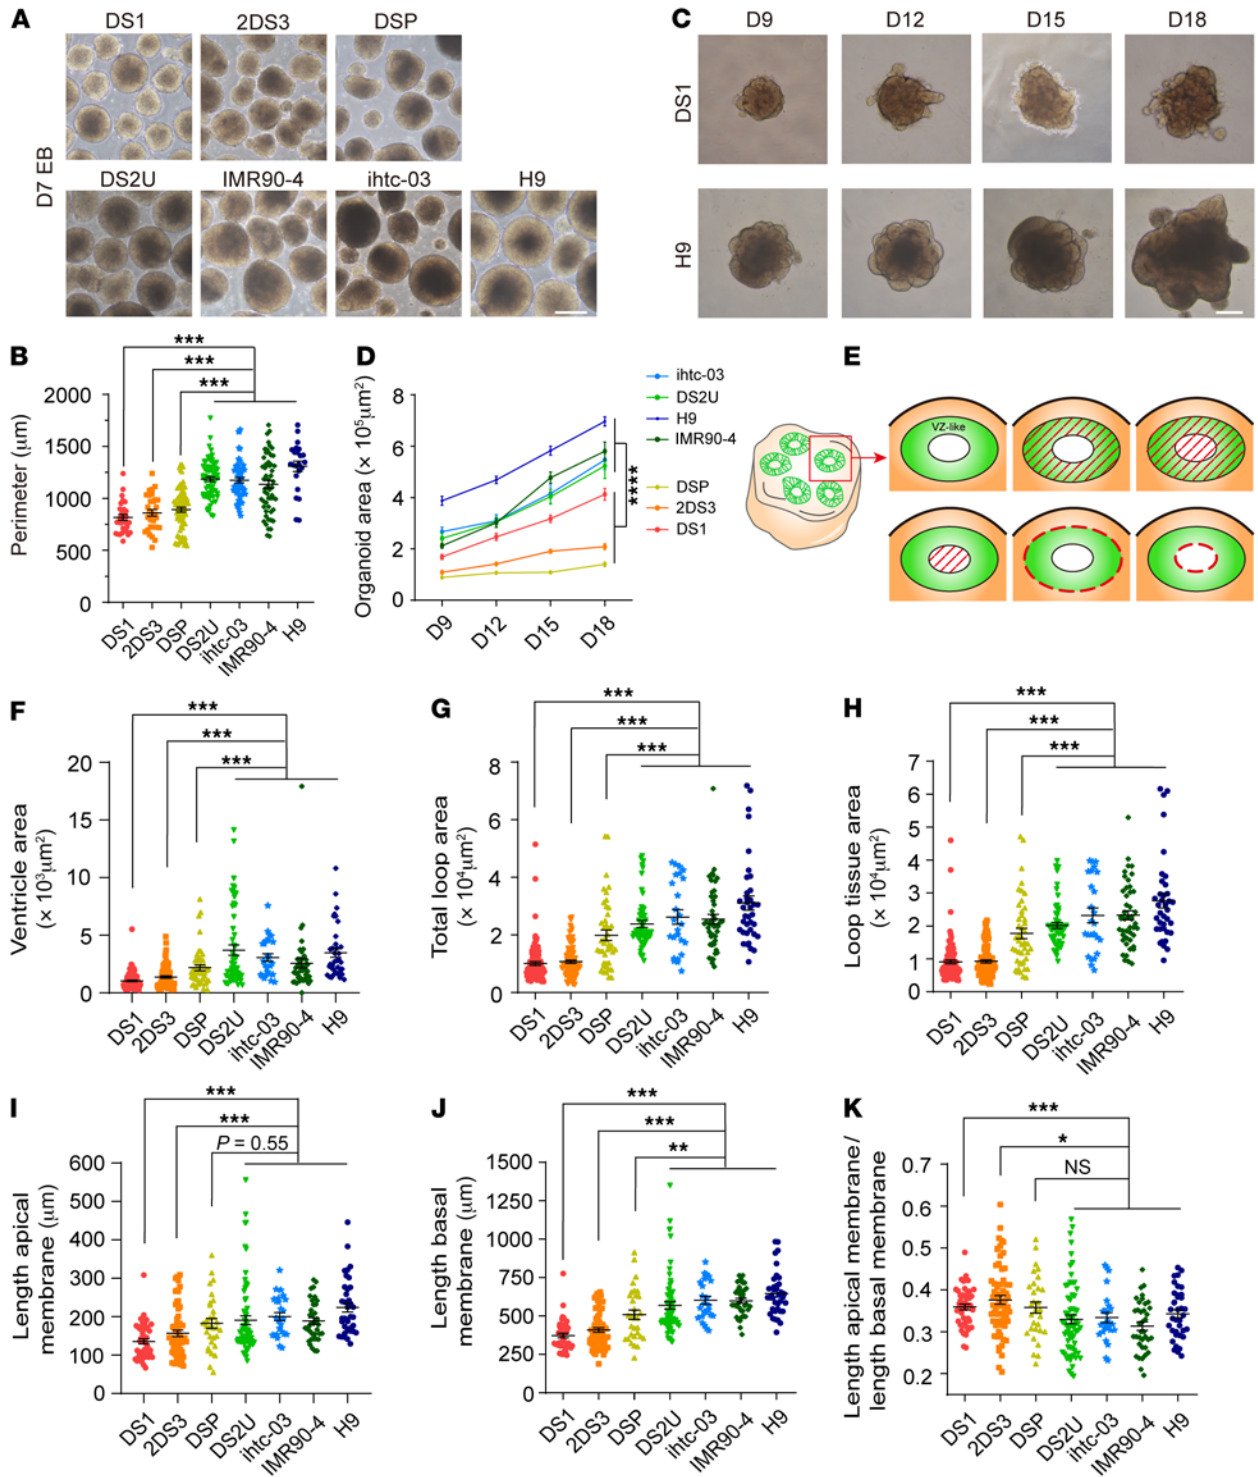 A
DS1
2DS3
DSP
D7 EB
DS2U
IMR90-4
ihtc-03
H9
C
D9
D12
D15
D18
DS1
H9
B
***
***
***
Perimeter (μm)
2000
1500
1000
500
0
DS1
2DS3
DSP
DS2U
ihtc-03
IMR90-4
H9
D
Organoid area (× 10⁵μm²)
8
6
4
2
0
D9
D12
D15
D18
****
ihtc-03
DS2U
H9
IMR90-4
DSP
2DS3
DS1
E
VZ-like
F
***
***
***
Ventricle area
(× 10³μm²)
20
15
10
5
0
DS1
2DS3
DSP
DS2U
ihtc-03
IMR90-4
H9
G
***
***
***
Total loop area
(× 10⁴μm²)
8
6
4
2
0
DS1
2DS3
DSP
DS2U
ihtc-03
IMR90-4
H9
H
***
***
***
Loop tissue area
(× 10⁴μm²)
7
6
5
4
3
2
1
0
DS1
2DS3
DSP
DS2U
ihtc-03
IMR90-4
H9
I
***
***
P = 0.55
Length apical
membrane (μm)
600
500
400
300
200
100
0
DS1
2DS3
DSP
DS2U
ihtc-03
IMR90-4
H9
J
***
***
**
Length basal
membrane (μm)
1500
1250
1000
750
500
250
0
DS1
2DS3
DSP
DS2U
ihtc-03
IMR90-4
H9
K
***
*
NS
Length apical membrane/
length basal membrane
0.7
0.6
0.5
0.4
0.3
0.2
DS1
2DS3
DSP
DS2U
ihtc-03
IMR90-4
H9